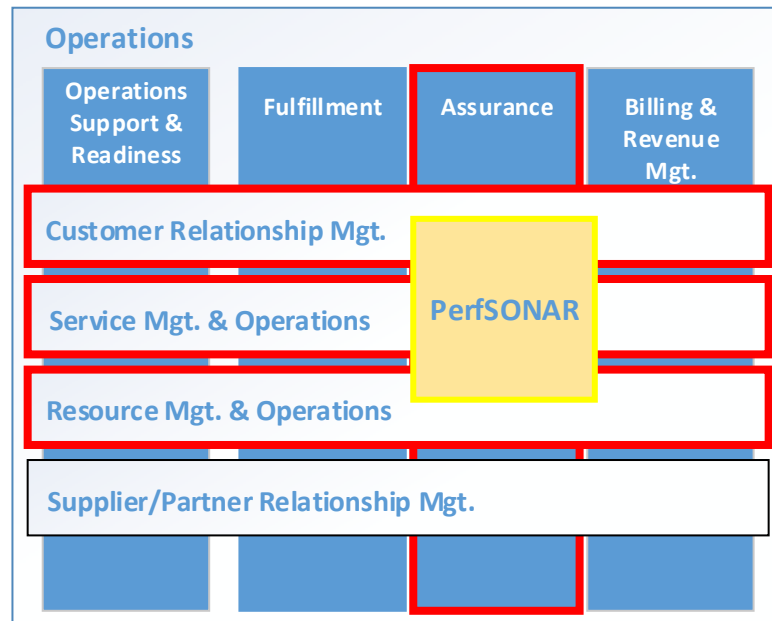 Operations
Operations
Support &
Readiness
Fulfillment
Assurance
Billing &
Revenue
Mgt.
Customer Relationship Mgt.
Service Mgt. & Operations
PerfSONAR
Resource Mgt. & Operations
Supplier/Partner Relationship Mgt.